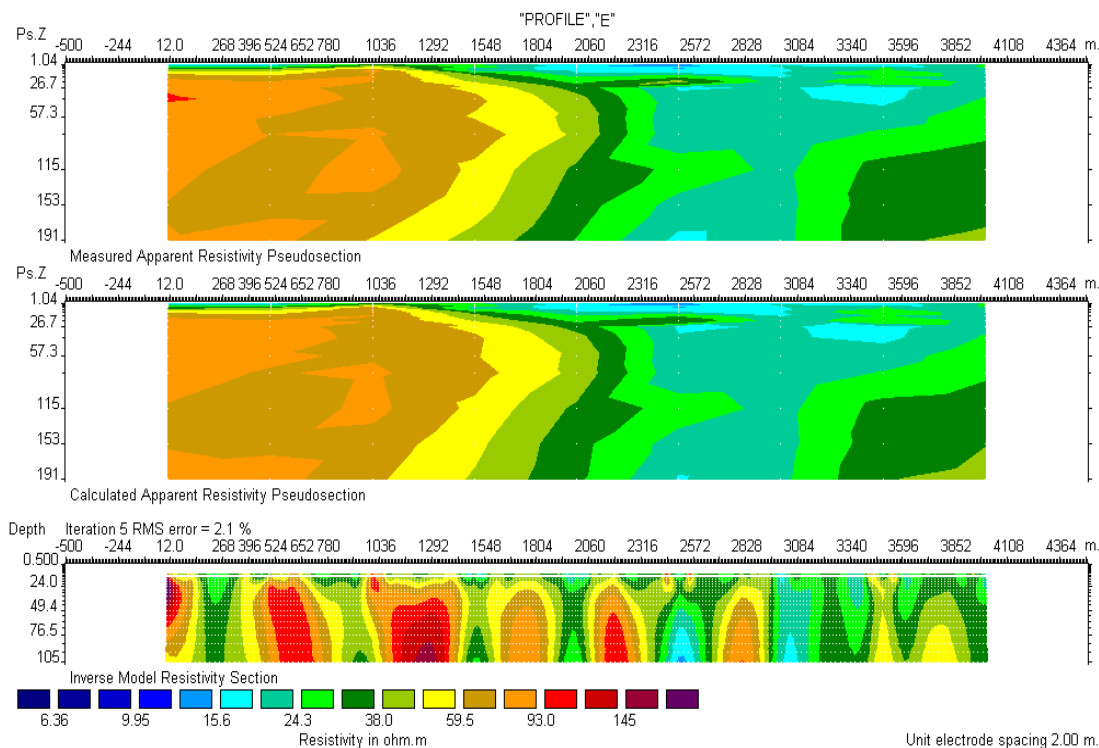 "PROFILE","E"
Ps.Z
-500 -244 12.0 268 396 524 652 780 1036 1292 1548 1804 2060 2316 2572 2828 3084 3340 3596 3852 4108 4364 m.
1.04
26.7
57.3
115
153
191
Measured Apparent Resistivity Pseudosection
Ps.Z
-500 -244 12.0 268 396 524 652 780 1036 1292 1548 1804 2060 2316 2572 2828 3084 3340 3596 3852 4108 4364 m.
1.04
26.7
57.3
115
153
191
Calculated Apparent Resistivity Pseudosection
Depth Iteration 5 RMS error = 2.1 %
-500 -244 12.0 268 396 524 652 780 1036 1292 1548 1804 2060 2316 2572 2828 3084 3340 3596 3852 4108 4364 m.
0.500
24.0
49.4
76.5
105
Inverse Model Resistivity Section
6.36 9.95 15.6 24.3 38.0 59.5 93.0 145
Resistivity in ohm.m Unit electrode spacing 2.00 m.